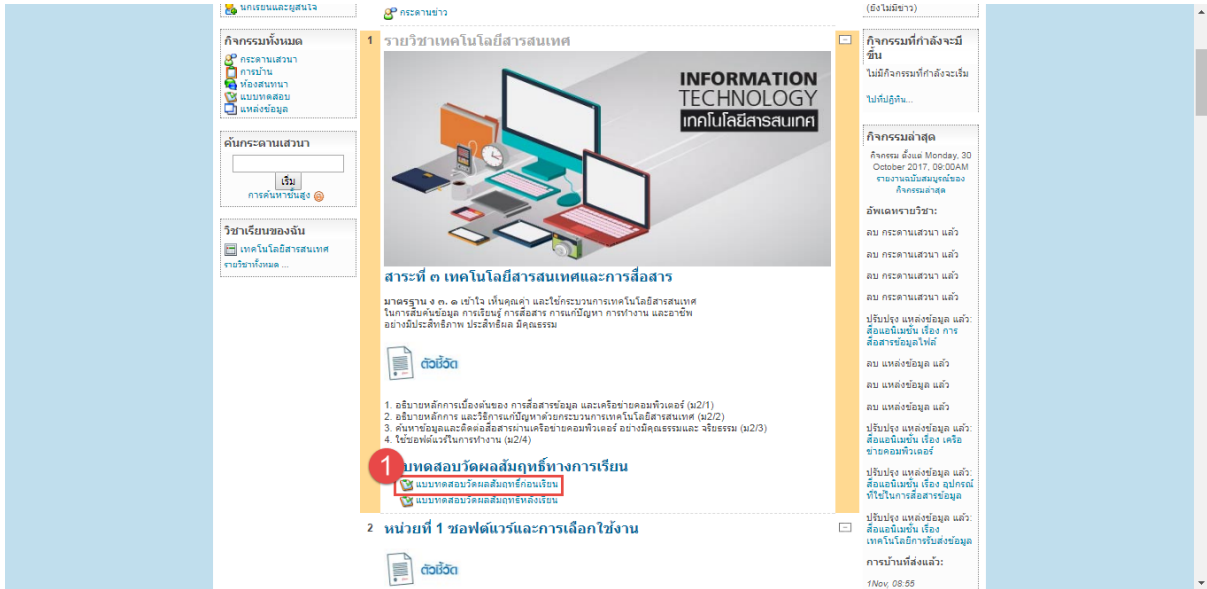 นักเรียนและผู้สนใจ
กิจกรรมทั้งหมด
กระดานเสวนา
การบ้าน
ห้องสนทนา
แบบทดสอบ
แหล่งข้อมูล
ค้นกระดานเสวนา
เริ่ม
การค้นหาขั้นสูง
วิชาเรียนของฉัน
เทคโนโลยีสารสนเทศ
รายวิชาทั้งหมด ...
กระดานข่าว
1 รายวิชาเทคโนโลยีสารสนเทศ
INFORMATION
TECHNOLOGY
เทคโนโลยีสารสนเทศ
สาระที่ ๓ เทคโนโลยีสารสนเทศและการสื่อสาร
มาตรฐาน ง ๓. ๑ เข้าใจ เห็นคุณค่า และใช้กระบวนการเทคโนโลยีสารสนเทศ
ในการสืบค้นข้อมูล การเรียนรู้ การสื่อสาร การแก้ปัญหา การทำงาน และอาชีพ
อย่างมีประสิทธิภาพ ประสิทธิผล มีคุณธรรม
ตัวชี้วัด
1. อธิบายหลักการเบื้องต้นของ การสื่อสารข้อมูล และเครือข่ายคอมพิวเตอร์ (ม2/1)
2. อธิบายหลักการ และวิธีการแก้ปัญหาด้วยกระบวนการเทคโนโลยีสารสนเทศ (ม2/2)
3. ค้นหาข้อมูลและติดต่อสื่อสารผ่านเครือข่ายคอมพิวเตอร์ อย่างมีคุณธรรมและ จริยธรรม (ม2/3)
4. ใช้ซอฟต์แวร์ในการทำงาน (ม2/4)
1
บทดสอบวัดผลสัมฤทธิ์ทางการเรียน
แบบทดสอบวัดผลสัมฤทธิ์ก่อนเรียน
แบบทดสอบวัดผลสัมฤทธิ์หลังเรียน
2 หน่วยที่ 1 ซอฟต์แวร์และการเลือกใช้งาน
ตัวชี้วัด
(ยังไม่มีข่าว)
กิจกรรมที่กำลังจะมี
ขึ้น
ไม่มีกิจกรรมที่กำลังจะเริ่ม
ไปที่ปฏิทิน...
กิจกรรมล่าสุด
กิจกรรม ตั้งแต่ Monday, 30
October 2017, 09:00AM
รายงานฉบับสมบูรณ์ของ
กิจกรรมล่าสุด
อัพเดทรายวิชา:
ลบ กระดานเสวนา แล้ว
ลบ กระดานเสวนา แล้ว
ลบ กระดานเสวนา แล้ว
ลบ กระดานเสวนา แล้ว
ปรับปรุง แหล่งข้อมูล แล้ว:
สื่อแอนิเมชั่น เรื่อง การ
สื่อสารข้อมูลไฟล์
ลบ แหล่งข้อมูล แล้ว
ลบ แหล่งข้อมูล แล้ว
ลบ แหล่งข้อมูล แล้ว
ปรับปรุง แหล่งข้อมูล แล้ว:
สื่อแอนิเมชั่น เรื่อง เครือ
ข่ายคอมพิวเตอร์
ปรับปรุง แหล่งข้อมูล แล้ว:
สื่อแอนิเมชั่น เรื่อง อุปกรณ์
ที่ใช้ในการสื่อสารข้อมูล
ปรับปรุง แหล่งข้อมูล แล้ว:
สื่อแอนิเมชั่น เรื่อง
เทคโนโลยีการรับส่งข้อมูล
การบ้านที่ส่งแล้ว:
1Nov, 08:55